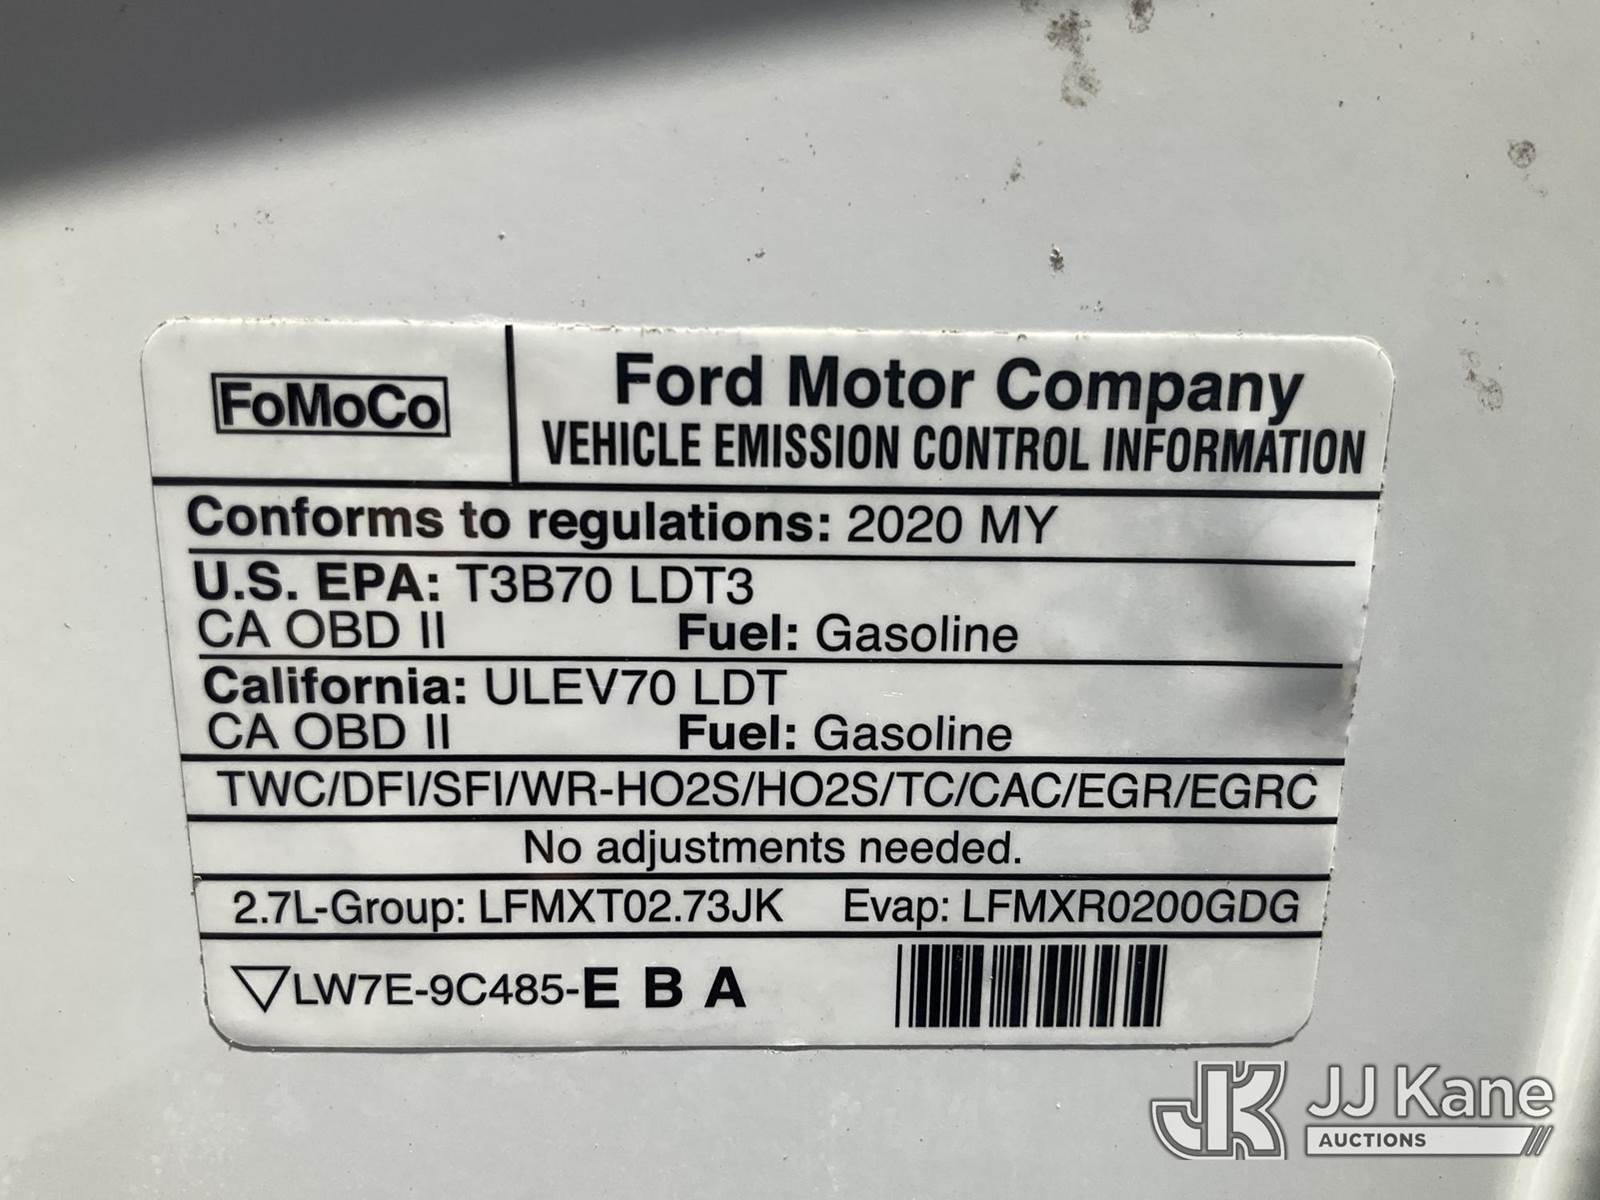 FoMoCo
Ford Motor Company
VEHICLE EMISSION CONTROL INFORMATION
Conforms to regulations: 2020 MY
U.S. EPA: T3B70 LDT3
CA OBD II Fuel: Gasoline
California: ULEV70 LDT
CA OBD II Fuel: Gasoline
TWC/DFI/SFI/WR-HO2S/HO2S/TC/CAC/EGR/EGRC
No adjustments needed.
2.7L-Group: LFMXT02.73JK Evap: LFMXR0200GDG
LW7E-9C485-E B A
JK JJ Kane
AUCTIONS